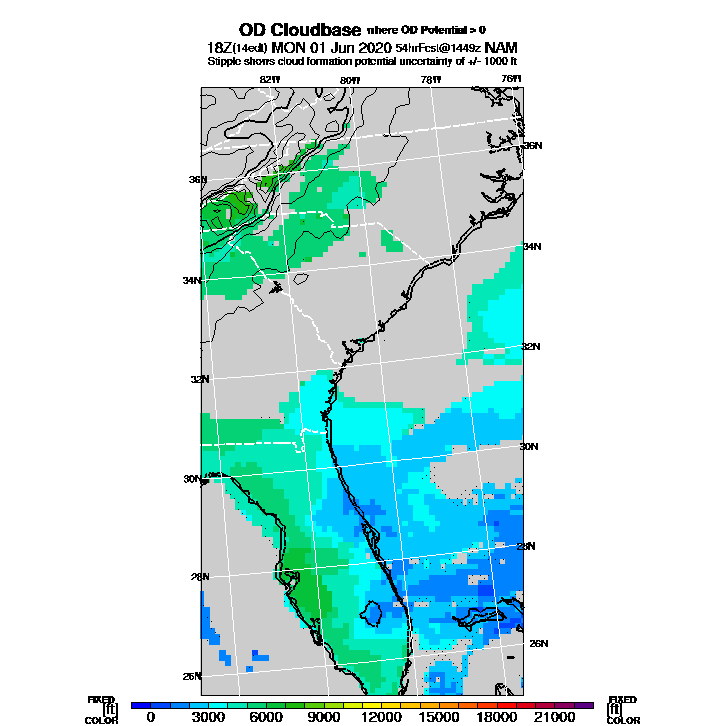 OD Cloudbase where OD Potential > 0
18Z(14edt) MON 01 Jun 2020 54hrFcst@1449z NAM
Stipple shows cloud formation potential uncertainty of +/- 1000 ft
82W 80W 78W 76W
36N
36N
34N
34N
32N
32N
30N
30N
28N
28N
26N
26N
FIXED FIXED
[ft] 0 3000 6000 9000 12000 15000 18000 21000 [ft]
COLOR COLOR